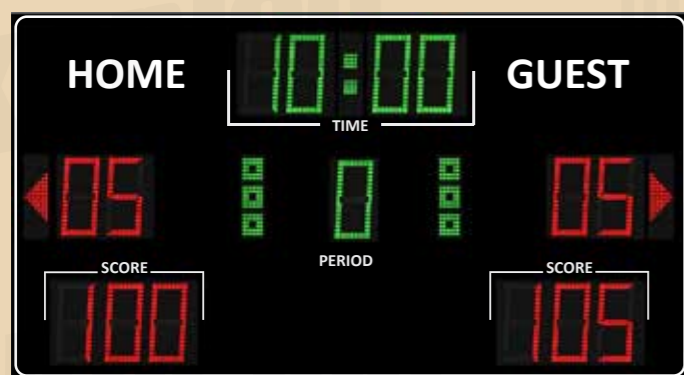 10:00
HOME GUEST
TIME
05 0 05
PERIOD
SCORE SCORE
100 105